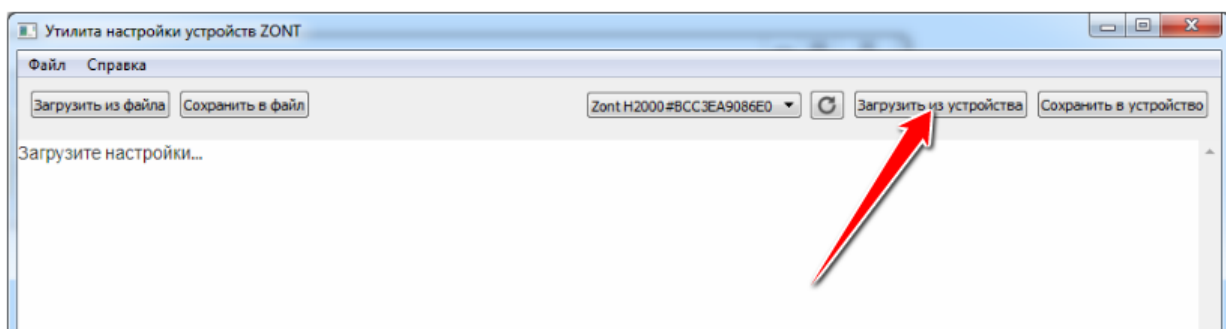 Утилита настройки устройств ZONT
Файл Справка
Загрузить из файла Сохранить в файл Zont H2000#BCC3EA9086E0 Загрузить из устройства Сохранить в устройство
Загрузите настройки...